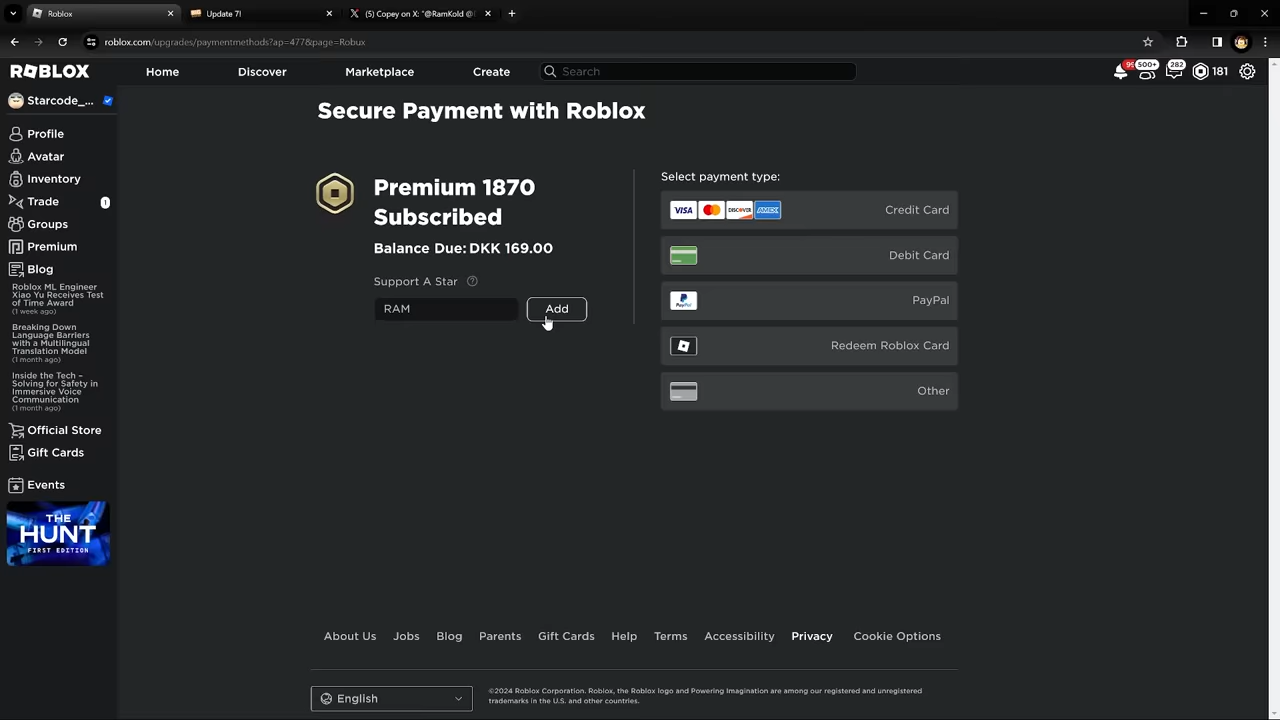 Roblox
Update 7!
(5) Copey on X: "@RamKold @c
roblox.com/upgrades/paymentmethods?ap=477&page=Robux
ROBLOX
Home
Discover
Marketplace
Create
Search
99
500+
282
181
Starcode_...
Profile
Avatar
Inventory
Trade
1
Groups
Premium
Blog
Roblox ML Engineer
Xiao Yu Receives Test
of Time Award
(1 week ago)
Breaking Down
Language Barriers
with a Multilingual
Translation Model
(1 month ago)
Inside the Tech –
Solving for Safety in
Immersive Voice
Communication
(1 month ago)
Official Store
Gift Cards
Events
THE
HUNT
FIRST EDITION
Secure Payment with Roblox
Premium 1870
Subscribed
Balance Due: DKK 169.00
Support A Star ?
RAM
Add
Select payment type:
VISA DISCOVER AMEX Credit Card
Debit Card
PayPal PayPal
Redeem Roblox Card
Other
About Us Jobs Blog Parents Gift Cards Help Terms Accessibility Privacy Cookie Options
English
©2024 Roblox Corporation. Roblox, the Roblox logo and Powering Imagination are among our registered and unregistered
trademarks in the U.S. and other countries.